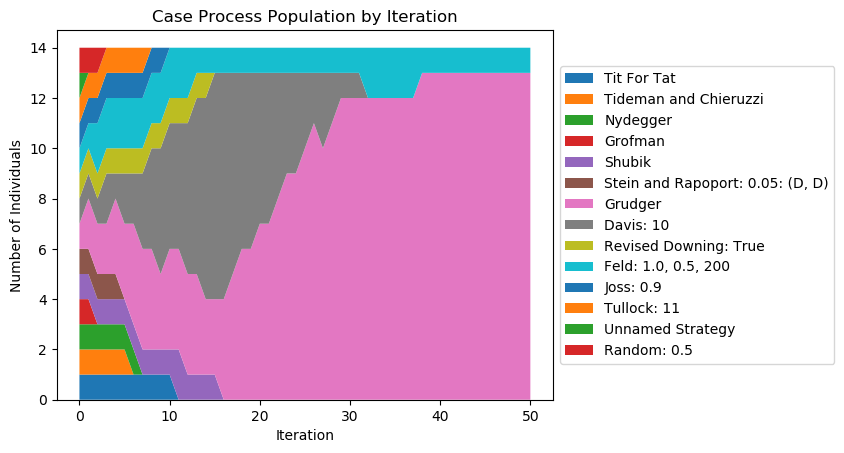 Case Process Population by Iteration
Number of Individuals
14
12
10
8
6
4
2
0
0
10
20
30
40
50
Iteration
Tit For Tat
Tideman and Chieruzzi
Nydegger
Grofman
Shubik
Stein and Rapoport: 0.05: (D, D)
Grudger
Davis: 10
Revised Downing: True
Feld: 1.0, 0.5, 200
Joss: 0.9
Tullock: 11
Unnamed Strategy
Random: 0.5